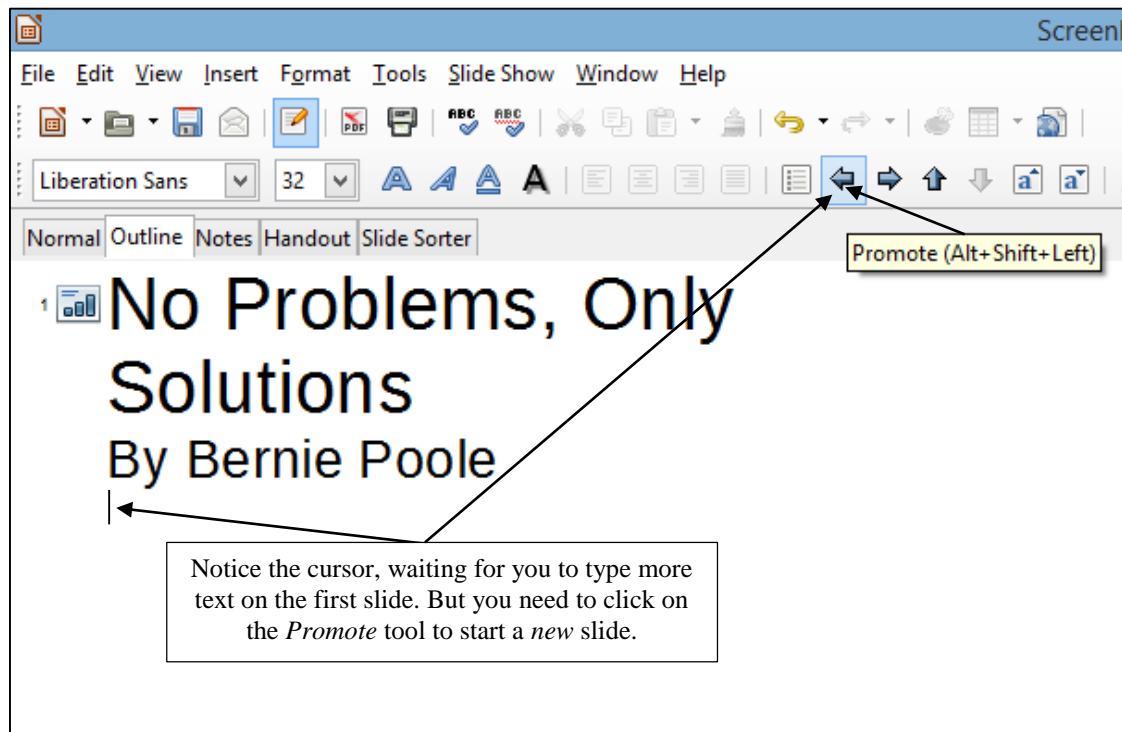 Screen
File Edit View Insert Format Tools Slide Show Window Help
PDF ABC ABC
Liberation Sans 32 A A A A a a
Normal Outline Notes Handout Slide Sorter
Promote (Alt+Shift+Left)
1 No Problems, Only
Solutions
By Bernie Poole
Notice the cursor, waiting for you to type more
text on the first slide. But you need to click on
the Promote tool to start a new slide.